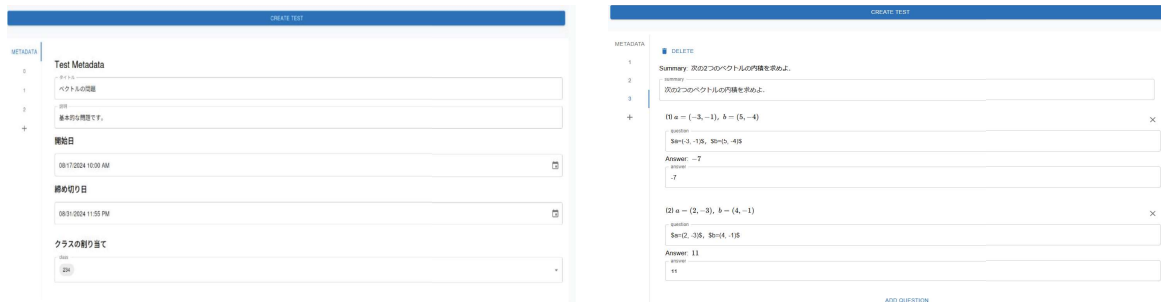 CREATE TEST
METADATA
0
1
2
+
Test Metadata
タイトル
ベクトルの問題
説明
基本的な問題です。
開始日
08/17/2024 10:00 AM
締め切り日
08/31/2024 11:55 PM
クラスの割り当て
class
234
CREATE TEST
METADATA
1
2
3
+
DELETE
Summary: 次の2つのベクトルの内積を求めよ.
summary
次の2つのベクトルの内積を求めよ.
(1) a = (−3, −1), b = (5, −4)
question
$a=(-3, -1)$, $b=(5, -4)$
Answer: −7
answer
-7
(2) a = (2, −3), b = (4, −1)
question
$a=(2, -3)$, $b=(4, -1)$
Answer: 11
answer
11
ADD QUESTION